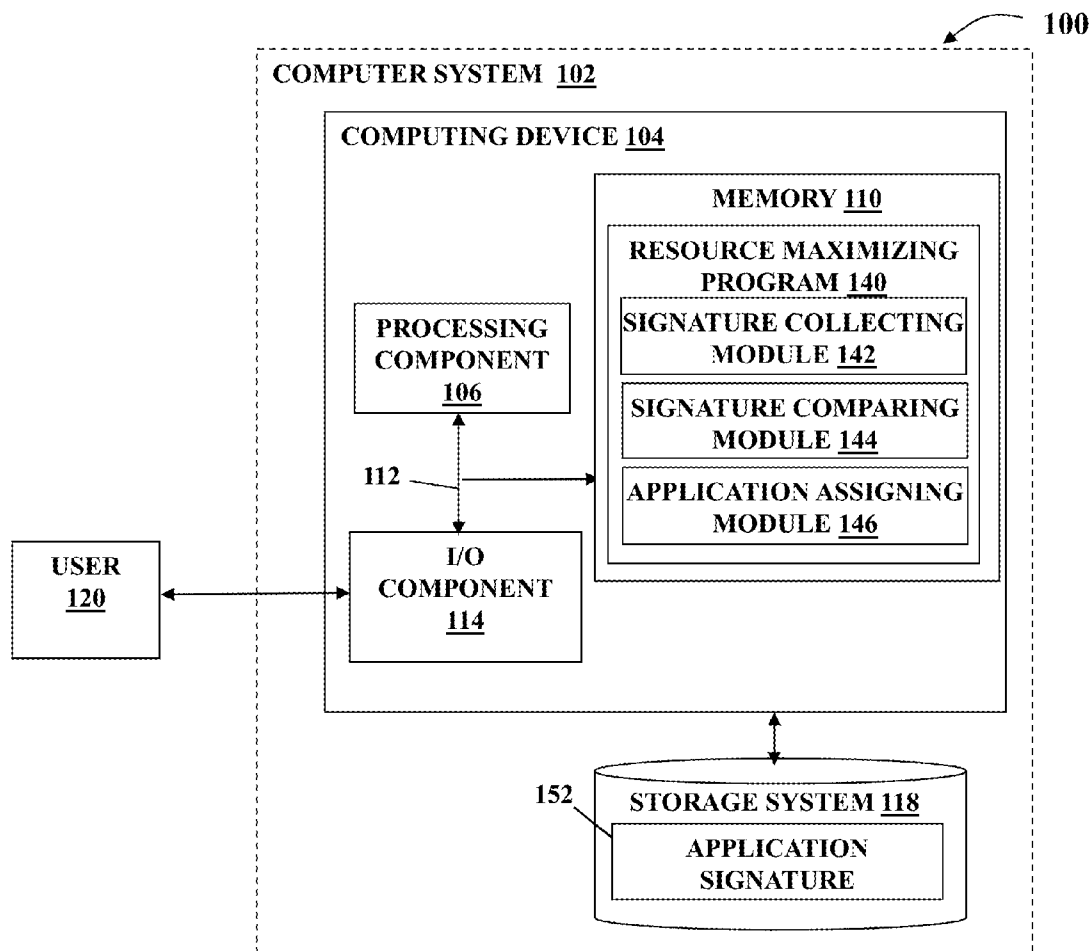 100
COMPUTER SYSTEM 102
COMPUTING DEVICE 104
MEMORY 110
RESOURCE MAXIMIZING
PROGRAM 140
SIGNATURE COLLECTING
MODULE 142
SIGNATURE COMPARING
MODULE 144
APPLICATION ASSIGNING
MODULE 146
PROCESSING
COMPONENT
106
112
I/O
COMPONENT
114
USER
120
152
STORAGE SYSTEM 118
APPLICATION
SIGNATURE